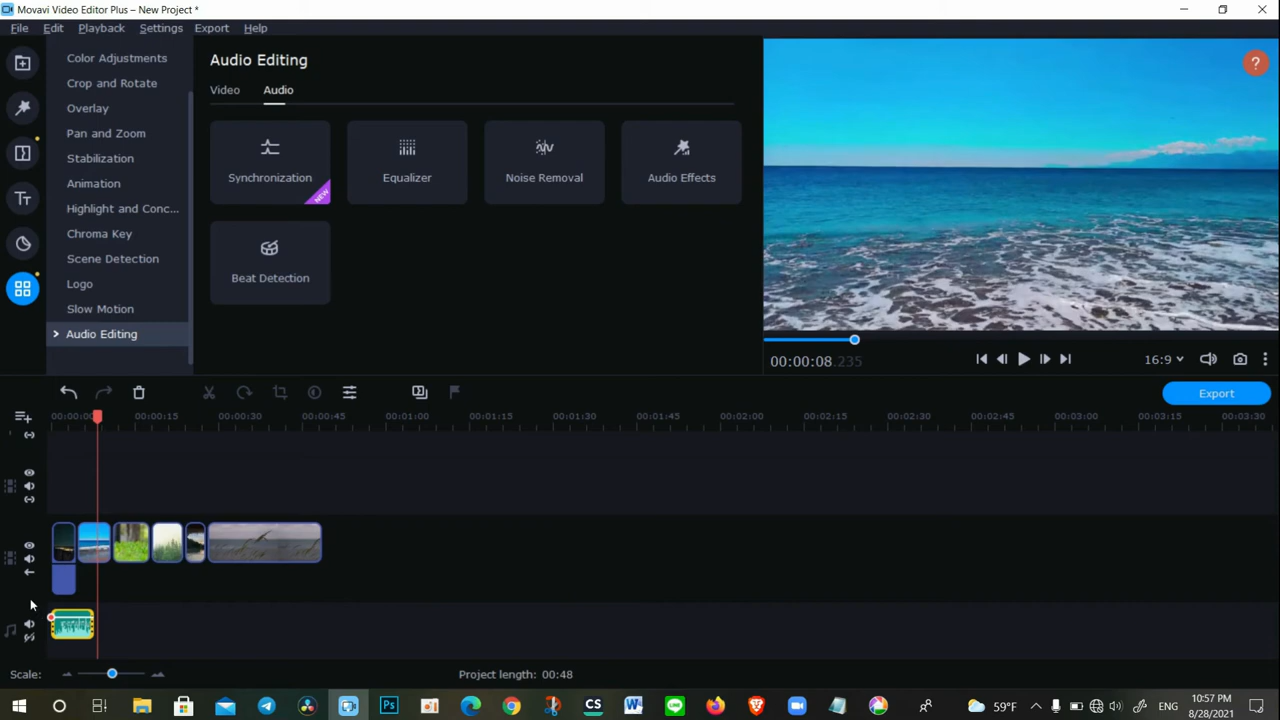 Movavi Video Editor Plus – New Project *
File Edit Playback Settings Export Help
Color Adjustments
Crop and Rotate
Overlay
Pan and Zoom
Stabilization
Animation
Highlight and Conc...
Chroma Key
Scene Detection
Logo
Slow Motion
Audio Editing
Audio Editing
Video Audio
Synchronization
NEW
Equalizer
Noise Removal
Audio Effects
Beat Detection
?
00:00:08.235
16:9
Export
00:00:00 00:00:15 00:00:30 00:00:45 00:01:00 00:01:15 00:01:30 00:01:45 00:02:00 00:02:15 00:02:30 00:02:45 00:03:00 00:03:15 00:03:30
Scale:
Project length: 00:48
Ps
CS
W
LINE
59°F
ENG
10:57 PM
8/28/2021